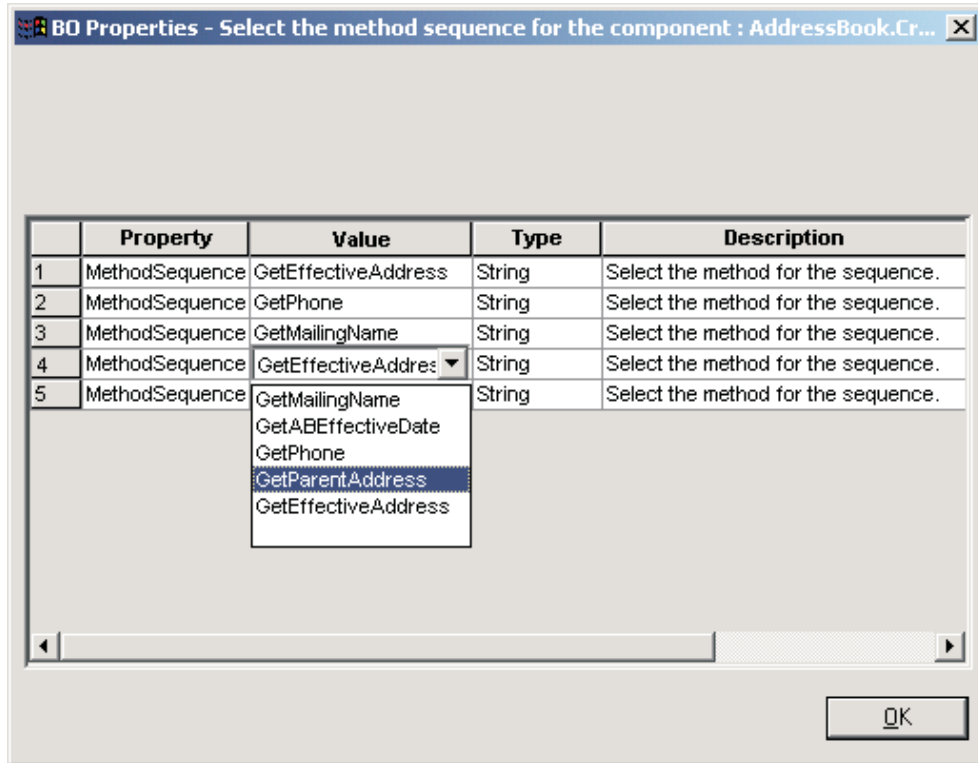 BO Properties - Select the method sequence for the component : AddressBook.Cr...
Property Value Type Description
1 MethodSequence GetEffectiveAddress String Select the method for the sequence.
2 MethodSequence GetPhone String Select the method for the sequence.
3 MethodSequence GetMailingName String Select the method for the sequence.
4 MethodSequence GetEffectiveAddres String Select the method for the sequence.
5 MethodSequence String Select the method for the sequence.
GetMailingName
GetABEffectiveDate
GetPhone
GetParentAddress
GetEffectiveAddress
OK